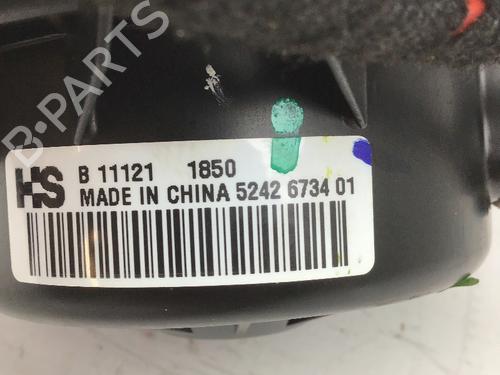 B·PARTS
HS B 11121 1850
MADE IN CHINA 5242 6734 01